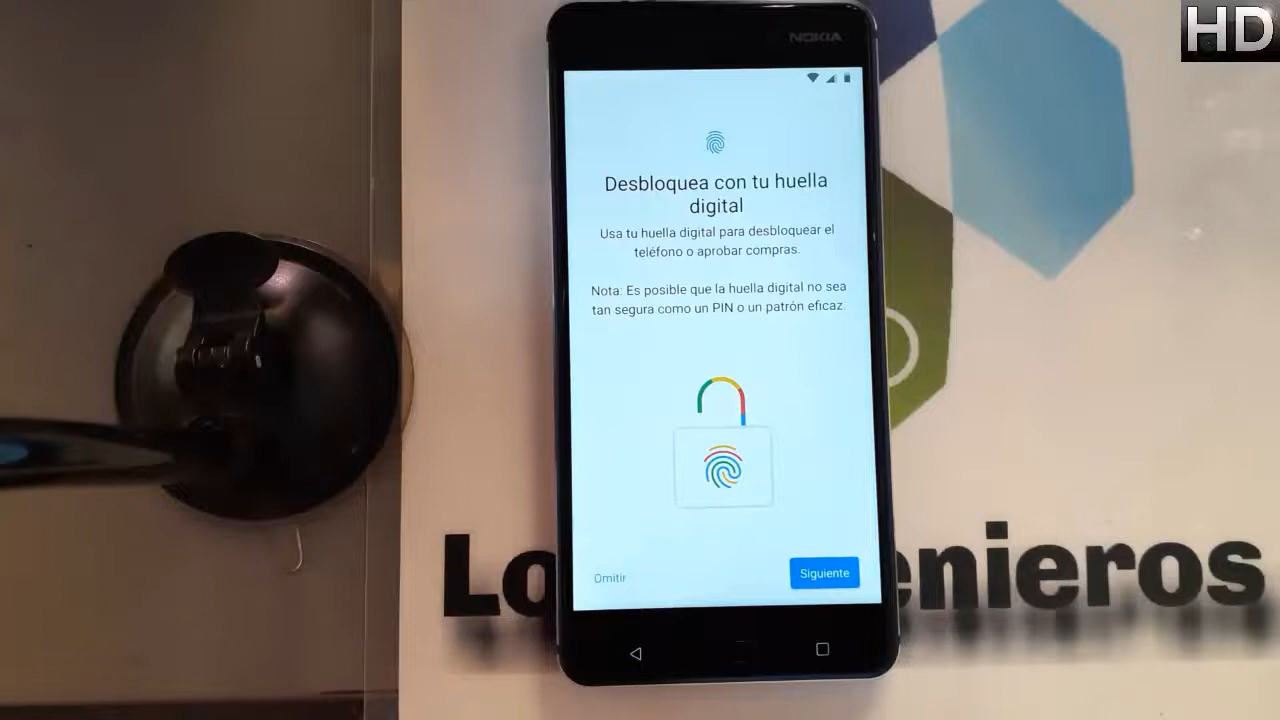 HD
NOKIA
Desbloquea con tu huella
digital
Usa tu huella digital para desbloquear el
teléfono o aprobar compras.
Nota: Es posible que la huella digital no sea
tan segura como un PIN o un patrón eficaz.
Omitir
Siguiente
Lo enieros